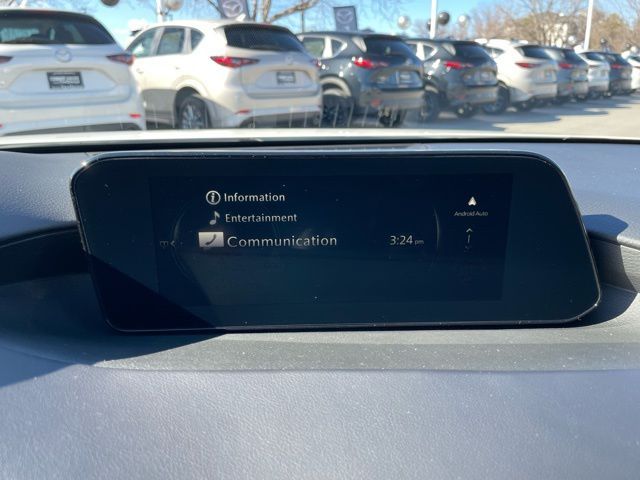 Information
Entertainment
Communication 3:24 pm
Android Auto